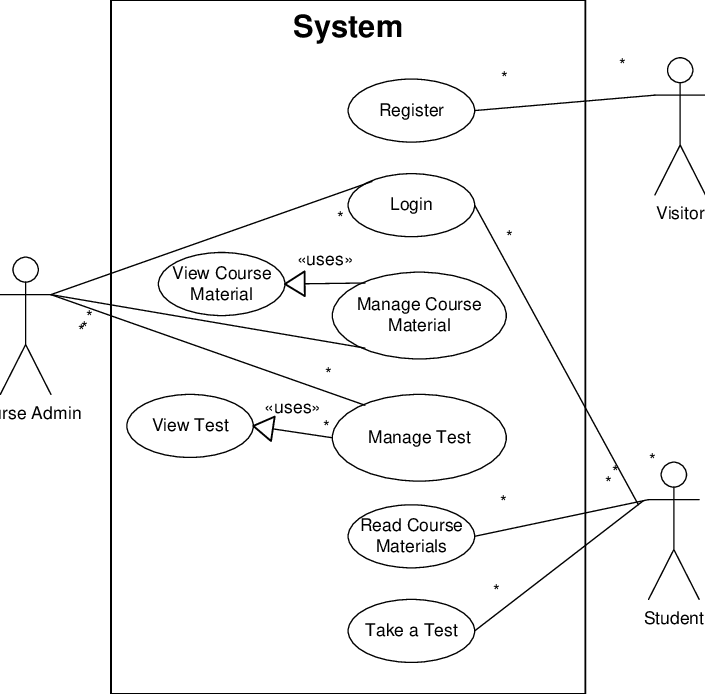 System
*
*
Register
Visitor
Login
*
*
«uses»
View Course
Material
Manage Course
Material
*
*
*
urse Admin
*
«uses»
View Test
*
Manage Test
*
*
*
*
Read Course
Materials
*
Take a Test
Student